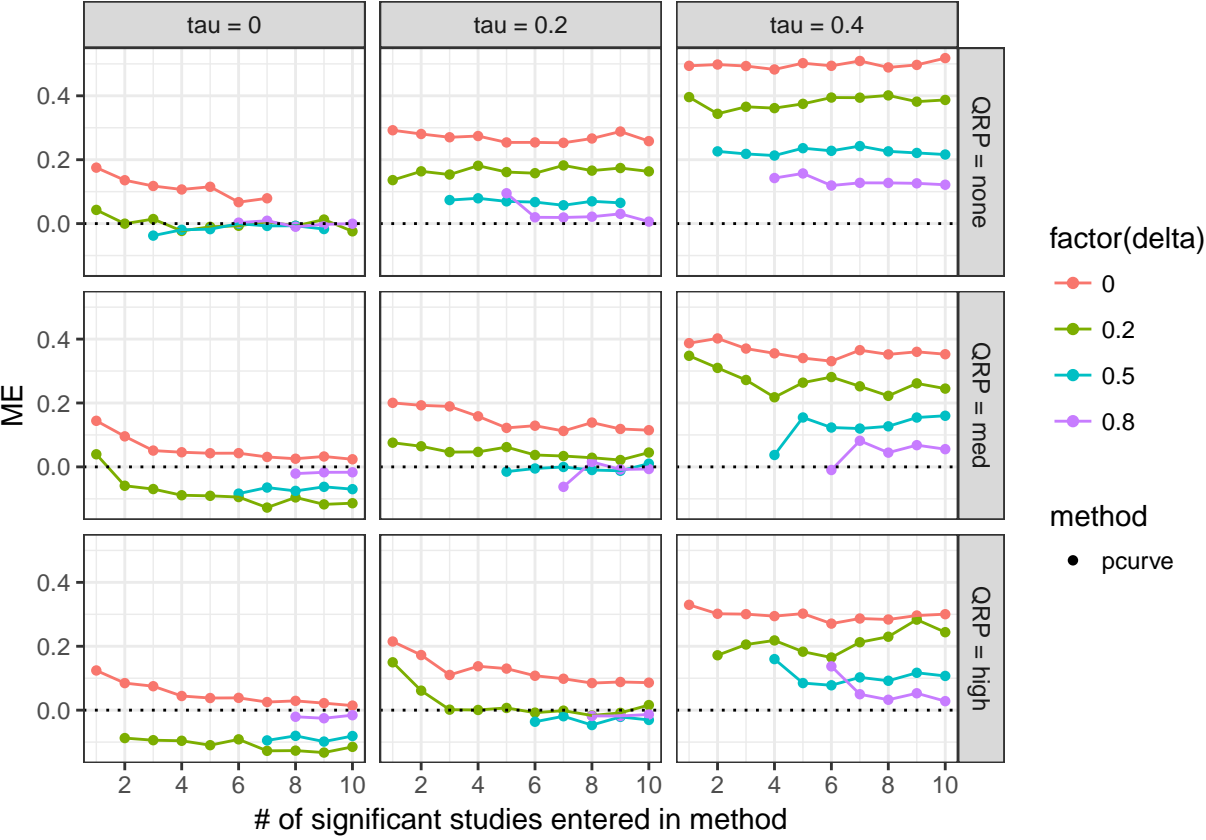 tau = 0
tau = 0.2
tau = 0.4
0.4
0.2
0.0
QRP = none
0.4
0.2
0.0
QRP = med
0.4
0.2
0.0
QRP = high
ME
2 4 6 8 10
2 4 6 8 10
2 4 6 8 10
# of significant studies entered in method
factor(delta)
0
0.2
0.5
0.8
method
pcurve